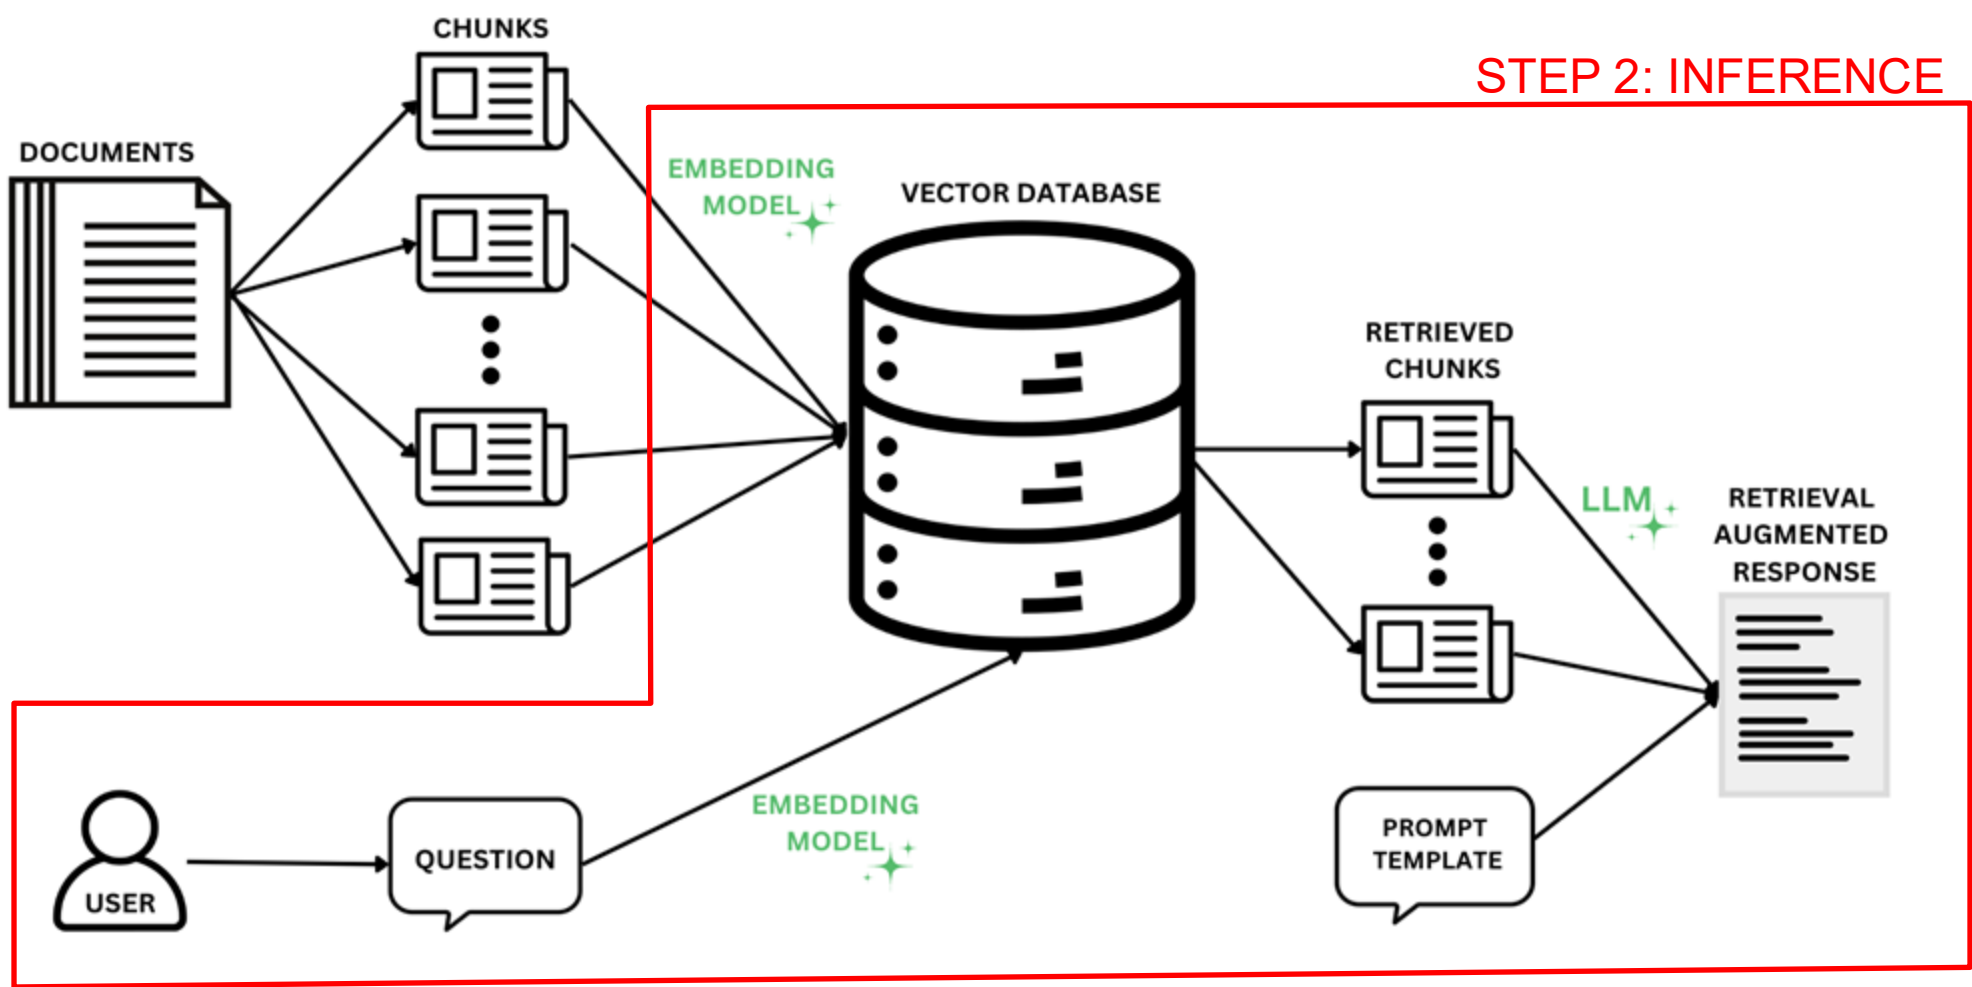 CHUNKS
STEP 2: INFERENCE
DOCUMENTS
EMBEDDING
MODEL
VECTOR DATABASE
RETRIEVED
CHUNKS
LLM
RETRIEVAL
AUGMENTED
RESPONSE
EMBEDDING
MODEL
QUESTION
USER
PROMPT
TEMPLATE